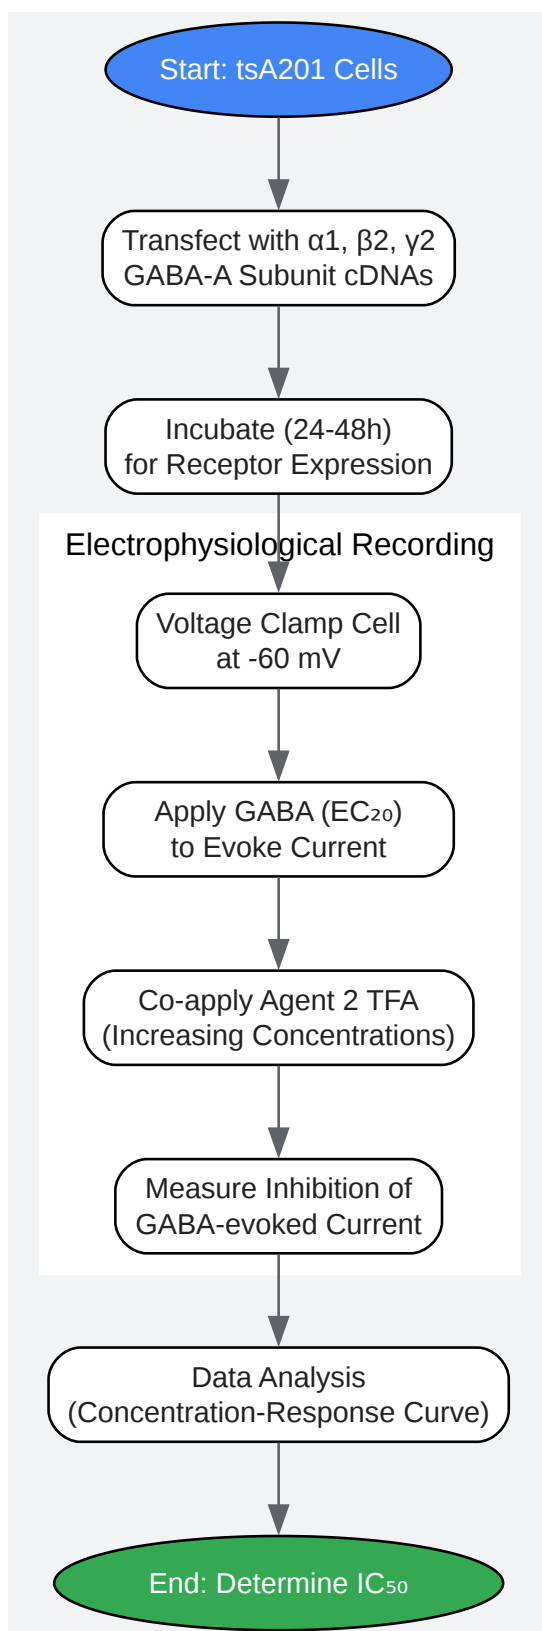 Start: tsA201 Cells
Transfect with α1, β2, γ2
GABA-A Subunit cDNAs
Incubate (24-48h)
for Receptor Expression
Electrophysiological Recording
Voltage Clamp Cell
at -60 mV
Apply GABA (EC₂₀)
to Evoke Current
Co-apply Agent 2 TFA
(Increasing Concentrations)
Measure Inhibition of
GABA-evoked Current
Data Analysis
(Concentration-Response Curve)
End: Determine IC₅₀